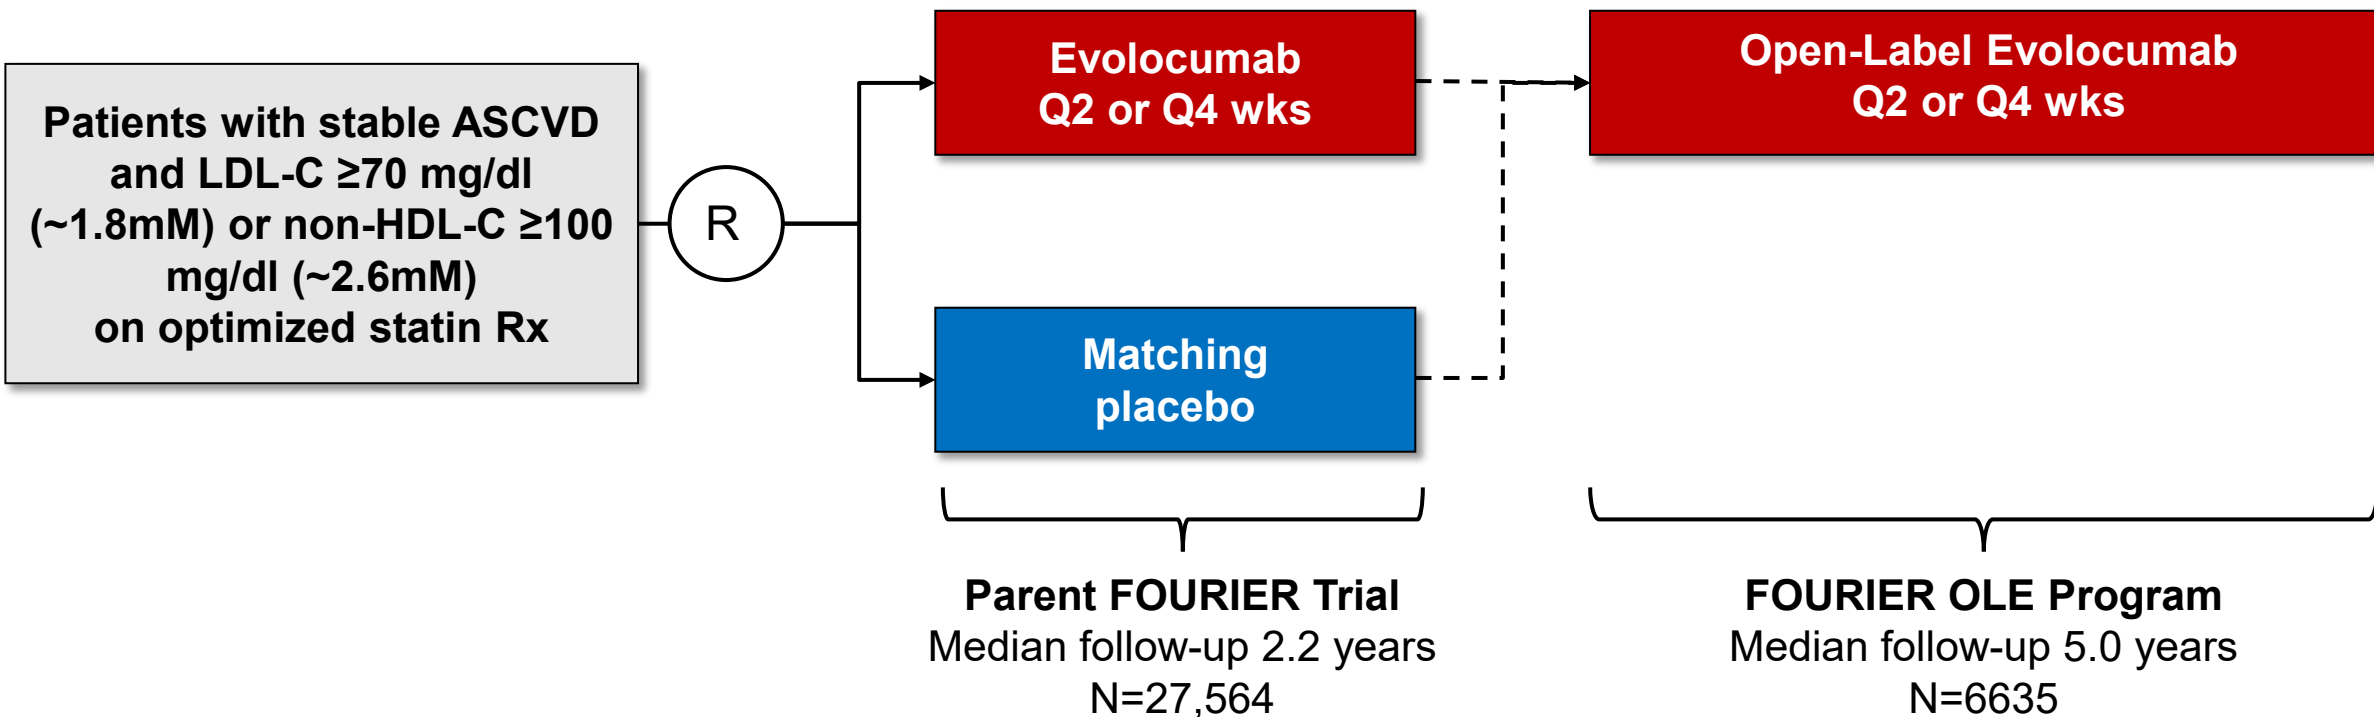 Patients with stable ASCVD
and LDL-C ≥70 mg/dl
(~1.8mM) or non-HDL-C ≥100
mg/dl (~2.6mM)
on optimized statin Rx
R
Evolocumab
Q2 or Q4 wks
Matching
placebo
Open-Label Evolocumab
Q2 or Q4 wks
Parent FOURIER Trial
Median follow-up 2.2 years
N=27,564
FOURIER OLE Program
Median follow-up 5.0 years
N=6635